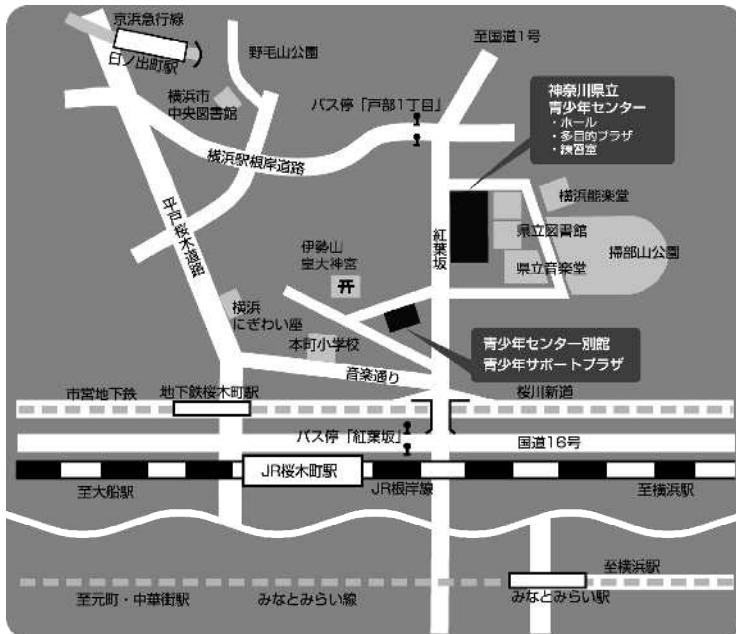 京浜急行線
日ノ出町駅
野毛山公園
至国道1号
横浜市
中央図書館
バス停「戸部1丁目」
神奈川県立
青少年センター
・ホール
・多目的プラザ
・練習室
横浜駅根岸道路
平戸桜木道路
紅葉坂
横浜能楽堂
県立図書館
掃部山公園
県立音楽堂
伊勢山
皇大神宮
横浜
にぎわい座
本町小学校
青少年センター別館
青少年サポートプラザ
音楽通り
市営地下鉄
地下鉄桜木町駅
桜川新道
バス停「紅葉坂」
国道16号
JR桜木町駅
至大船駅
JR根岸線
至横浜駅
至横浜駅
至元町・中華街駅
みなとみらい線
みなとみらい駅